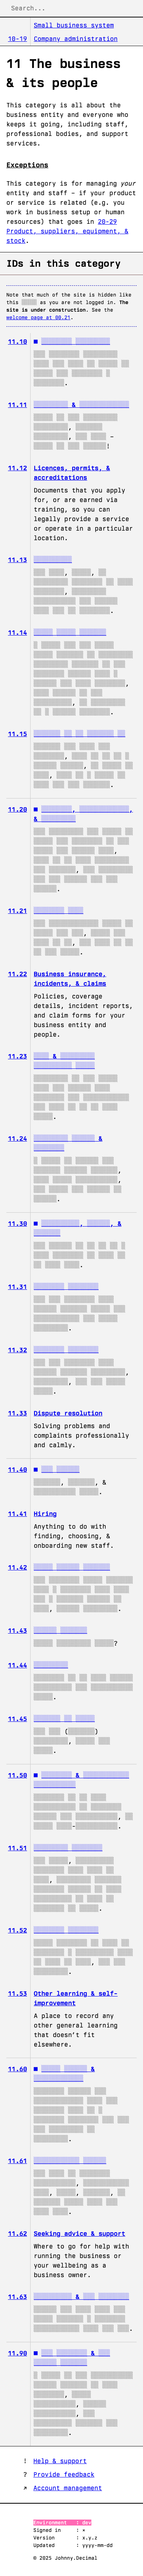 Search...
Small business system
10-19 Company administration
11 The business
& its people
This category is all about the
business entity and everyone who
keeps it going, including staff,
professional bodies, and support
services.
Exceptions
This category is for managing your
entity and staff – if your product
or service is related (e.g. you
work in business setup or human
resources) that goes in 20-29
Product, suppliers, equipment, &
stock.
IDs in this category
Note that much of the site is hidden like
this as you are not logged in. The
site is under construction. See the
welcome page at 00.21.
11.10 ■
.
11.11 &
, , –
!
11.12 Licences, permits, &
accreditations
Documents that you apply
for, or are earned via
training, so you can
legally provide a service
or operate in a particular
location.
11.13
11.14
11.15
11.20 ■ , ,
&
11.21
11.22 Business insurance,
incidents, & claims
Policies, coverage
details, incident reports,
and claim forms for your
business entity and
people.
11.23 &
11.24 &
11.30 ■ , , &
11.31
11.32
11.33 Dispute resolution
Solving problems and
complaints professionally
and calmly.
11.40 ■
, , &
.
11.41 Hiring
Anything to do with
finding, choosing, &
onboarding new staff.
11.42
11.43
?
11.44
11.45
11.50 ■ &
11.51
11.52
11.53 Other learning & self-
improvement
A place to record any
other general learning
that doesn't fit
elsewhere.
11.60 ■ &
11.61
11.62 Seeking advice & support
Where to go for help with
running the business or
your wellbeing as a
business owner.
11.63 &
11.90 ■ &
! Help & support
? Provide feedback
↗ Account management
Environment : dev
Signed in : ✗
Version : x.y.z
Updated : yyyy-mm-dd
© 2025 Johnny.Decimal